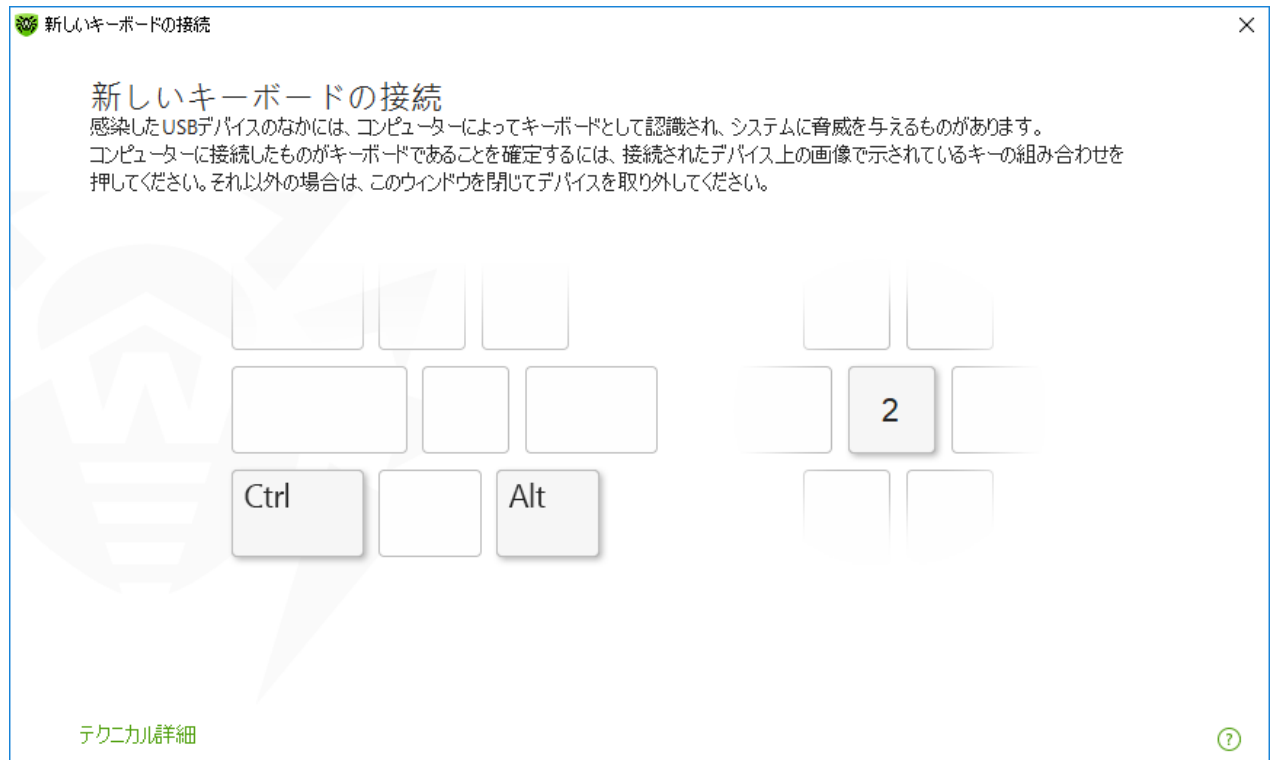 新しいキーボードの接続
新しいキーボードの接続
感染したUSBデバイスのなかには、コンピューターによってキーボードとして認識され、システムに脅威を与えるものがあります。
コンピューターに接続したものがキーボードであることを確定するには、接続されたデバイス上の画像で示されているキーの組み合わせを
押してください。それ以外の場合は、このウィンドウを閉じてデバイスを取り外してください。
2
Ctrl Alt
テクニカル詳細
?